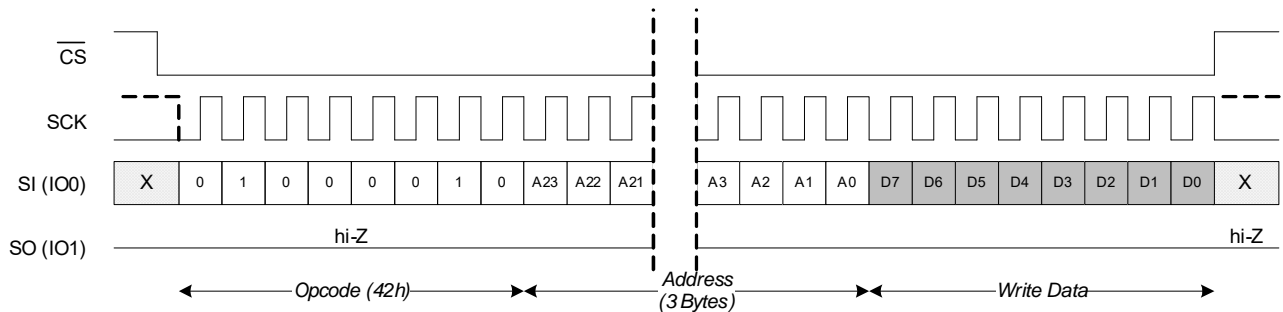 CS
SCK
SI (IO0) X 0 1 0 0 0 0 1 0 A23 A22 A21 A3 A2 A1 A0 D7 D6 D5 D4 D3 D2 D1 D0 X
hi-Z hi-Z
SO (IO1)
Opcode (42h) Address (3 Bytes) Write Data